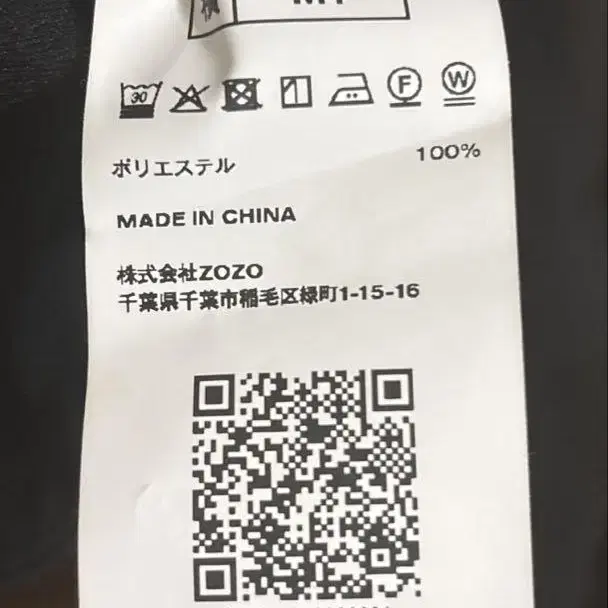 30
F W
ポリエステル 100%
MADE IN CHINA
株式会社ZOZO
千葉県千葉市稲毛区緑町1-15-16